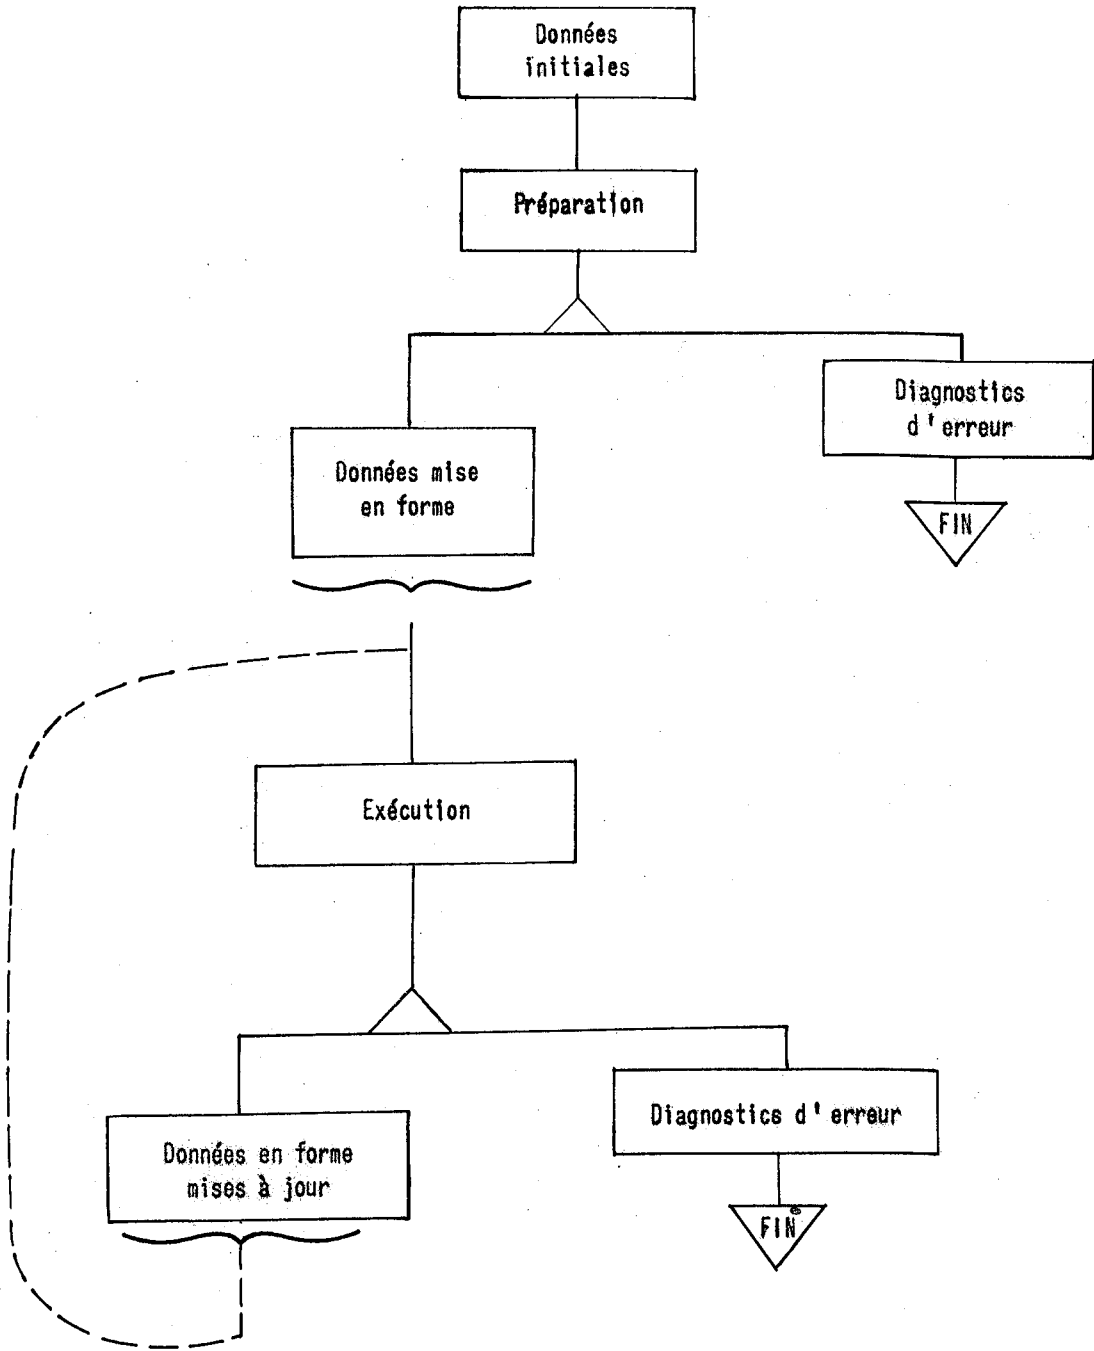 Données
initiales
Préparation
Diagnostics
d'erreur
Données mise
en forme
FIN
Exécution
Diagnostics d'erreur
Données en forme
mises à jour
FIN